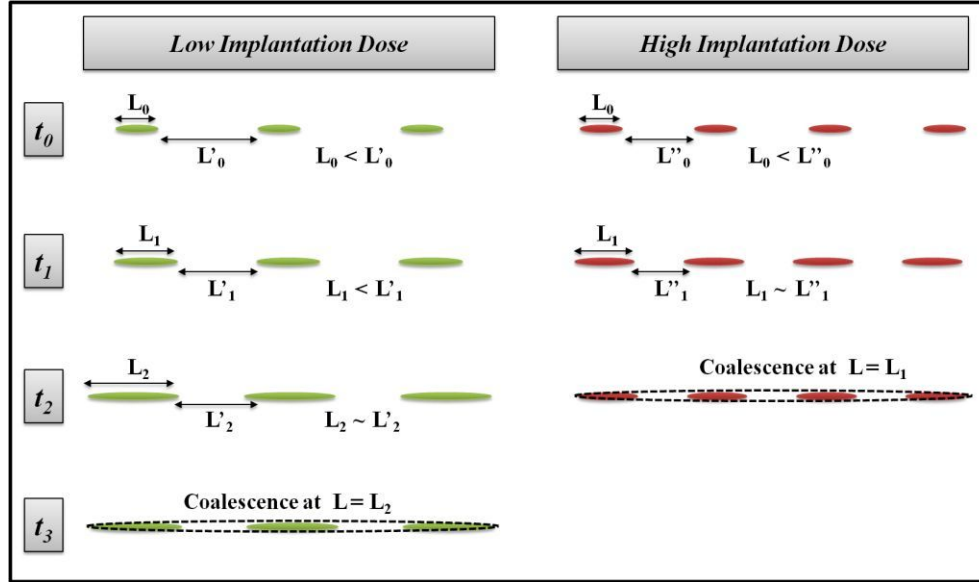 Low Implantation Dose
High Implantation Dose
t₀
L₀
L'₀
L₀ < L'₀
L₀
L”₀
L₀ < L”₀
t₁
L₁
L'₁
L₁ < L'₁
L₁
L”₁
L₁ ~ L”₁
t₂
L₂
L'₂
L₂ ~ L'₂
Coalescence at L = L₁
t₃
Coalescence at L = L₂